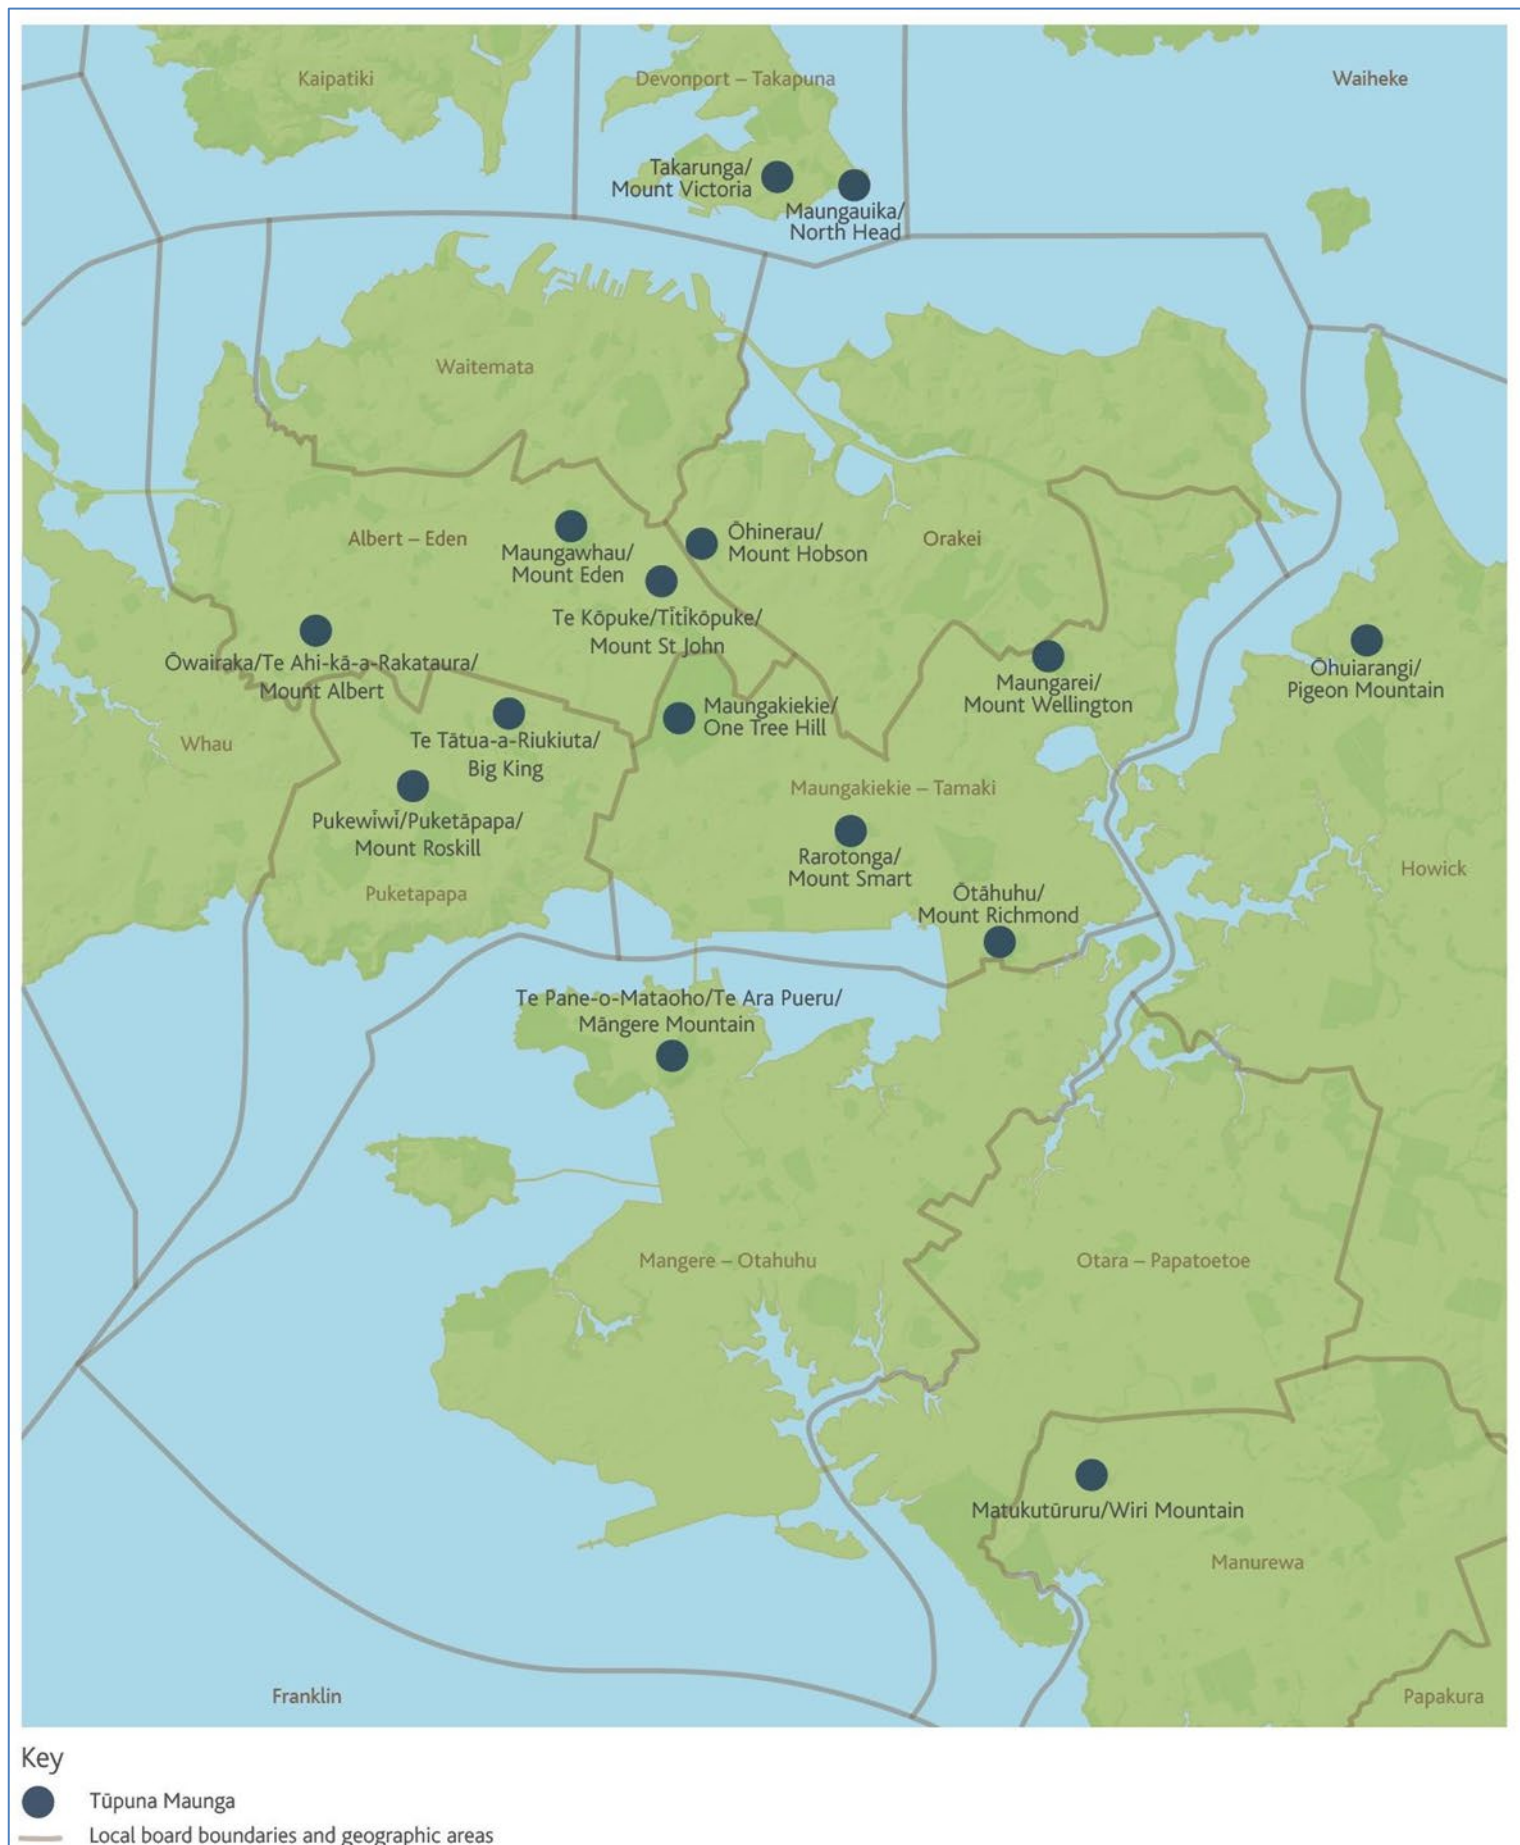 Kaipatiki
Devonport – Takapuna
Waiheke
Takarunga/
Mount Victoria
Maungauika/
North Head
Waitemata
Albert – Eden
Maungawhau/
Mount Eden
Ōhinerau/
Mount Hobson
Orakei
Te Kōpuke/Tītīkōpuke/
Mount St John
Ōwairaka/Te Ahi-kā-a-Rakataura/
Mount Albert
Maungarei/
Mount Wellington
Ōhuiarangi/
Pigeon Mountain
Whau
Te Tātua-a-Riukiuta/
Big King
Maungakiekie/
One Tree Hill
Maungakiekie – Tamaki
Pukewīwī/Puketāpapa/
Mount Roskill
Rarotonga/
Mount Smart
Howick
Puketapapa
Ōtāhuhu/
Mount Richmond
Te Pane-o-Mataoho/Te Ara Pueru/
Māngere Mountain
Mangere – Otahuhu
Otara – Papatoetoe
Matukutūruru/Wiri Mountain
Manurewa
Franklin
Papakura
Key
Tūpuna Maunga
Local board boundaries and geographic areas